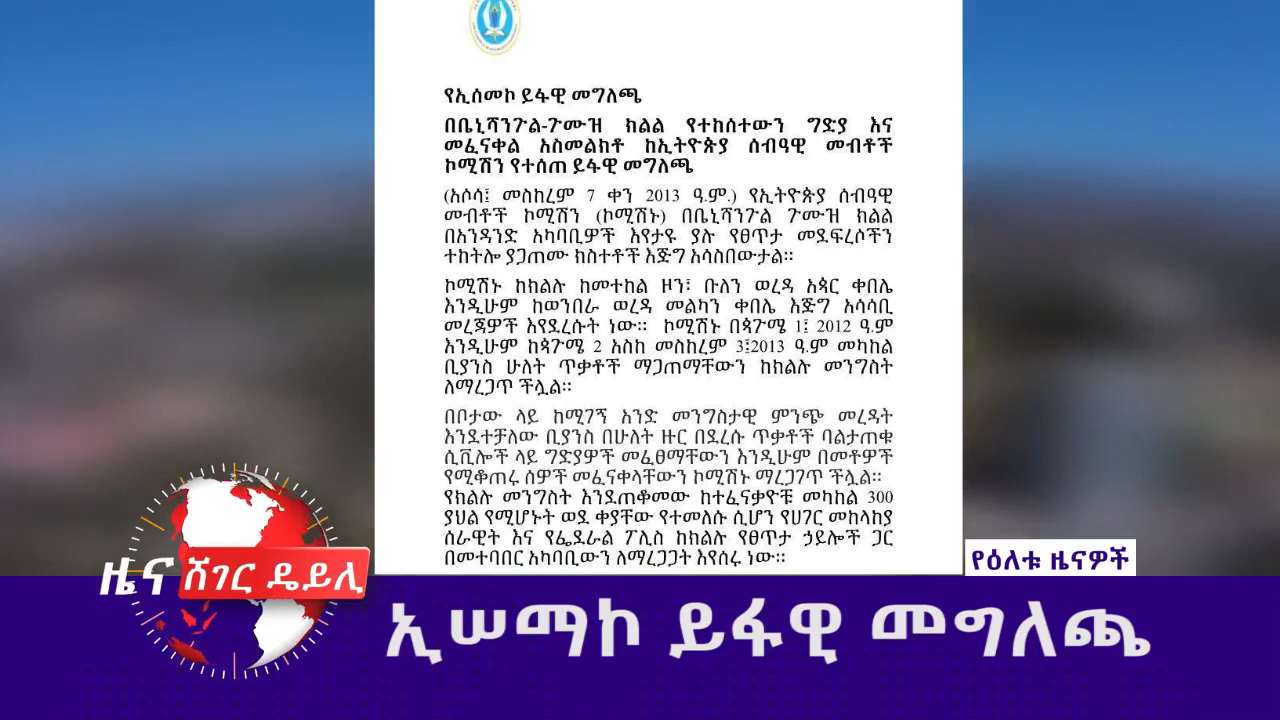 የኢሰመኮ ይፋዊ መግለጫ
በቤኒሻንጉል-ጉሙዝ ክልል የተከሰተውን ግድያ እና
መፈናቀል አስመልክቶ ከኢትዮጵያ ሰብዓዊ መብቶች
ኮሚሽን የተሰጠ ይፋዊ መግለጫ
(አሶሳ፤ መስከረም 7 ቀን 2013 ዓ.ም.) የኢትዮጵያ ሰብዓዊ
መብቶች ኮሚሽን (ኮሚሽኑ) በቤኒሻንጉል ጉሙዝ ክልል
በአንዳንድ አካባቢዎች እየታዩ ያሉ የፀጥታ መደፍረሶችን
ተከትሎ ያጋጠሙ ክስተቶች እጅግ አሳስበውታል።
ኮሚሽኑ ከክልሉ ከመተከል ዞን፣ ቡለን ወረዳ አጳር ቀበሌ
እንዲሁም ከወንበራ ወረዳ መልካን ቀበሌ እጅግ አሳሳቢ
መረጃዎች እየደረሱት ነው። ኮሚሽኑ በጳጉሜ 1፤ 2012 ዓ.ም
እንዲሁም ከጳጉሜ 2 እስከ መስከረም 3፤2013 ዓ.ም መካከል
ቢያንስ ሁለት ጥቃቶች ማጋጠማቸውን ከክልሉ መንግስት
ለማረጋጥ ችሏል።
በቦታው ላይ ከሚገኝ አንድ መንግስታዊ ምንጭ መረዳት
እንደተቻለው ቢያንስ በሁለት ዙር በደረሱ ጥቃቶች ባልታጠቁ
ሲቪሎች ላይ ግድያዎች መፈፀማቸውን እንዲሁም በመቶዎች
የሚቆጠሩ ሰዎች መፈናቀላቸውን ኮሚሽኑ ማረጋገጥ ችሏል።
የክልሉ መንግስት እንደጠቆመው ከተፈናቃዮቹ መካከል 300
ያህል የሚሆኑት ወደ ቀያቸው የተመለሱ ሲሆን የሀገር መከላከያ
ሰራዊት እና የፌደራል ፖሊስ ከክልሉ የፀጥታ ኃይሎች ጋር
በመተባበር አካባቢውን ለማረጋጋት እየሰሩ ነው።
የዕለቱ ዜናዎች
ዜና ሸገር ዴይሊ
ኢሠማኮ ይፋዊ መግለጫ